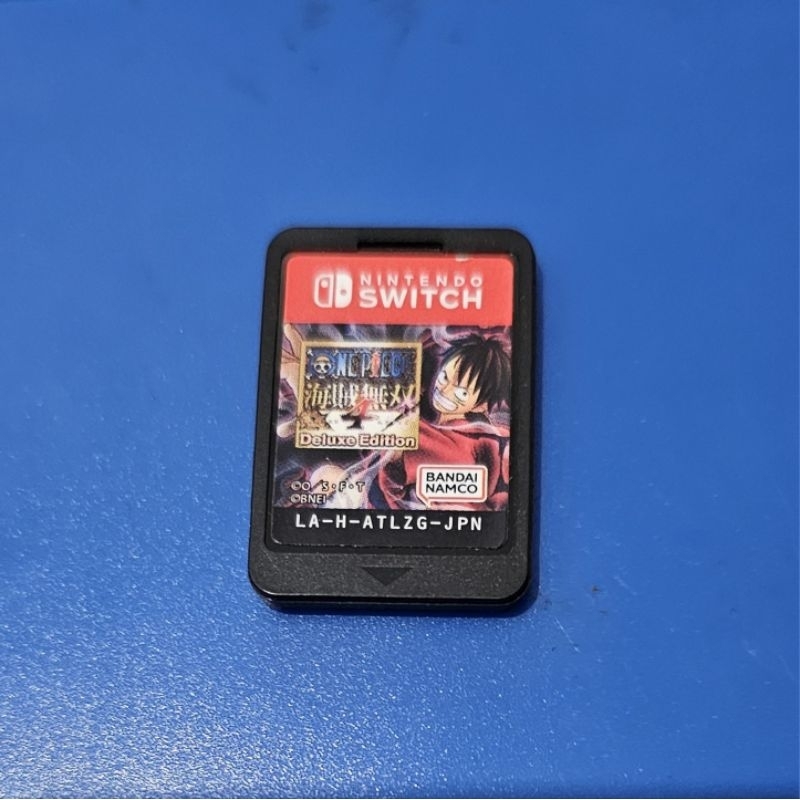 NINTENDO
SWITCH
ONE PIECE
海賊無双
4
Deluxe Edition
BANDAI
NAMCO
©O S・F・T
©BNEI
LA-H-ATLZG-JPN